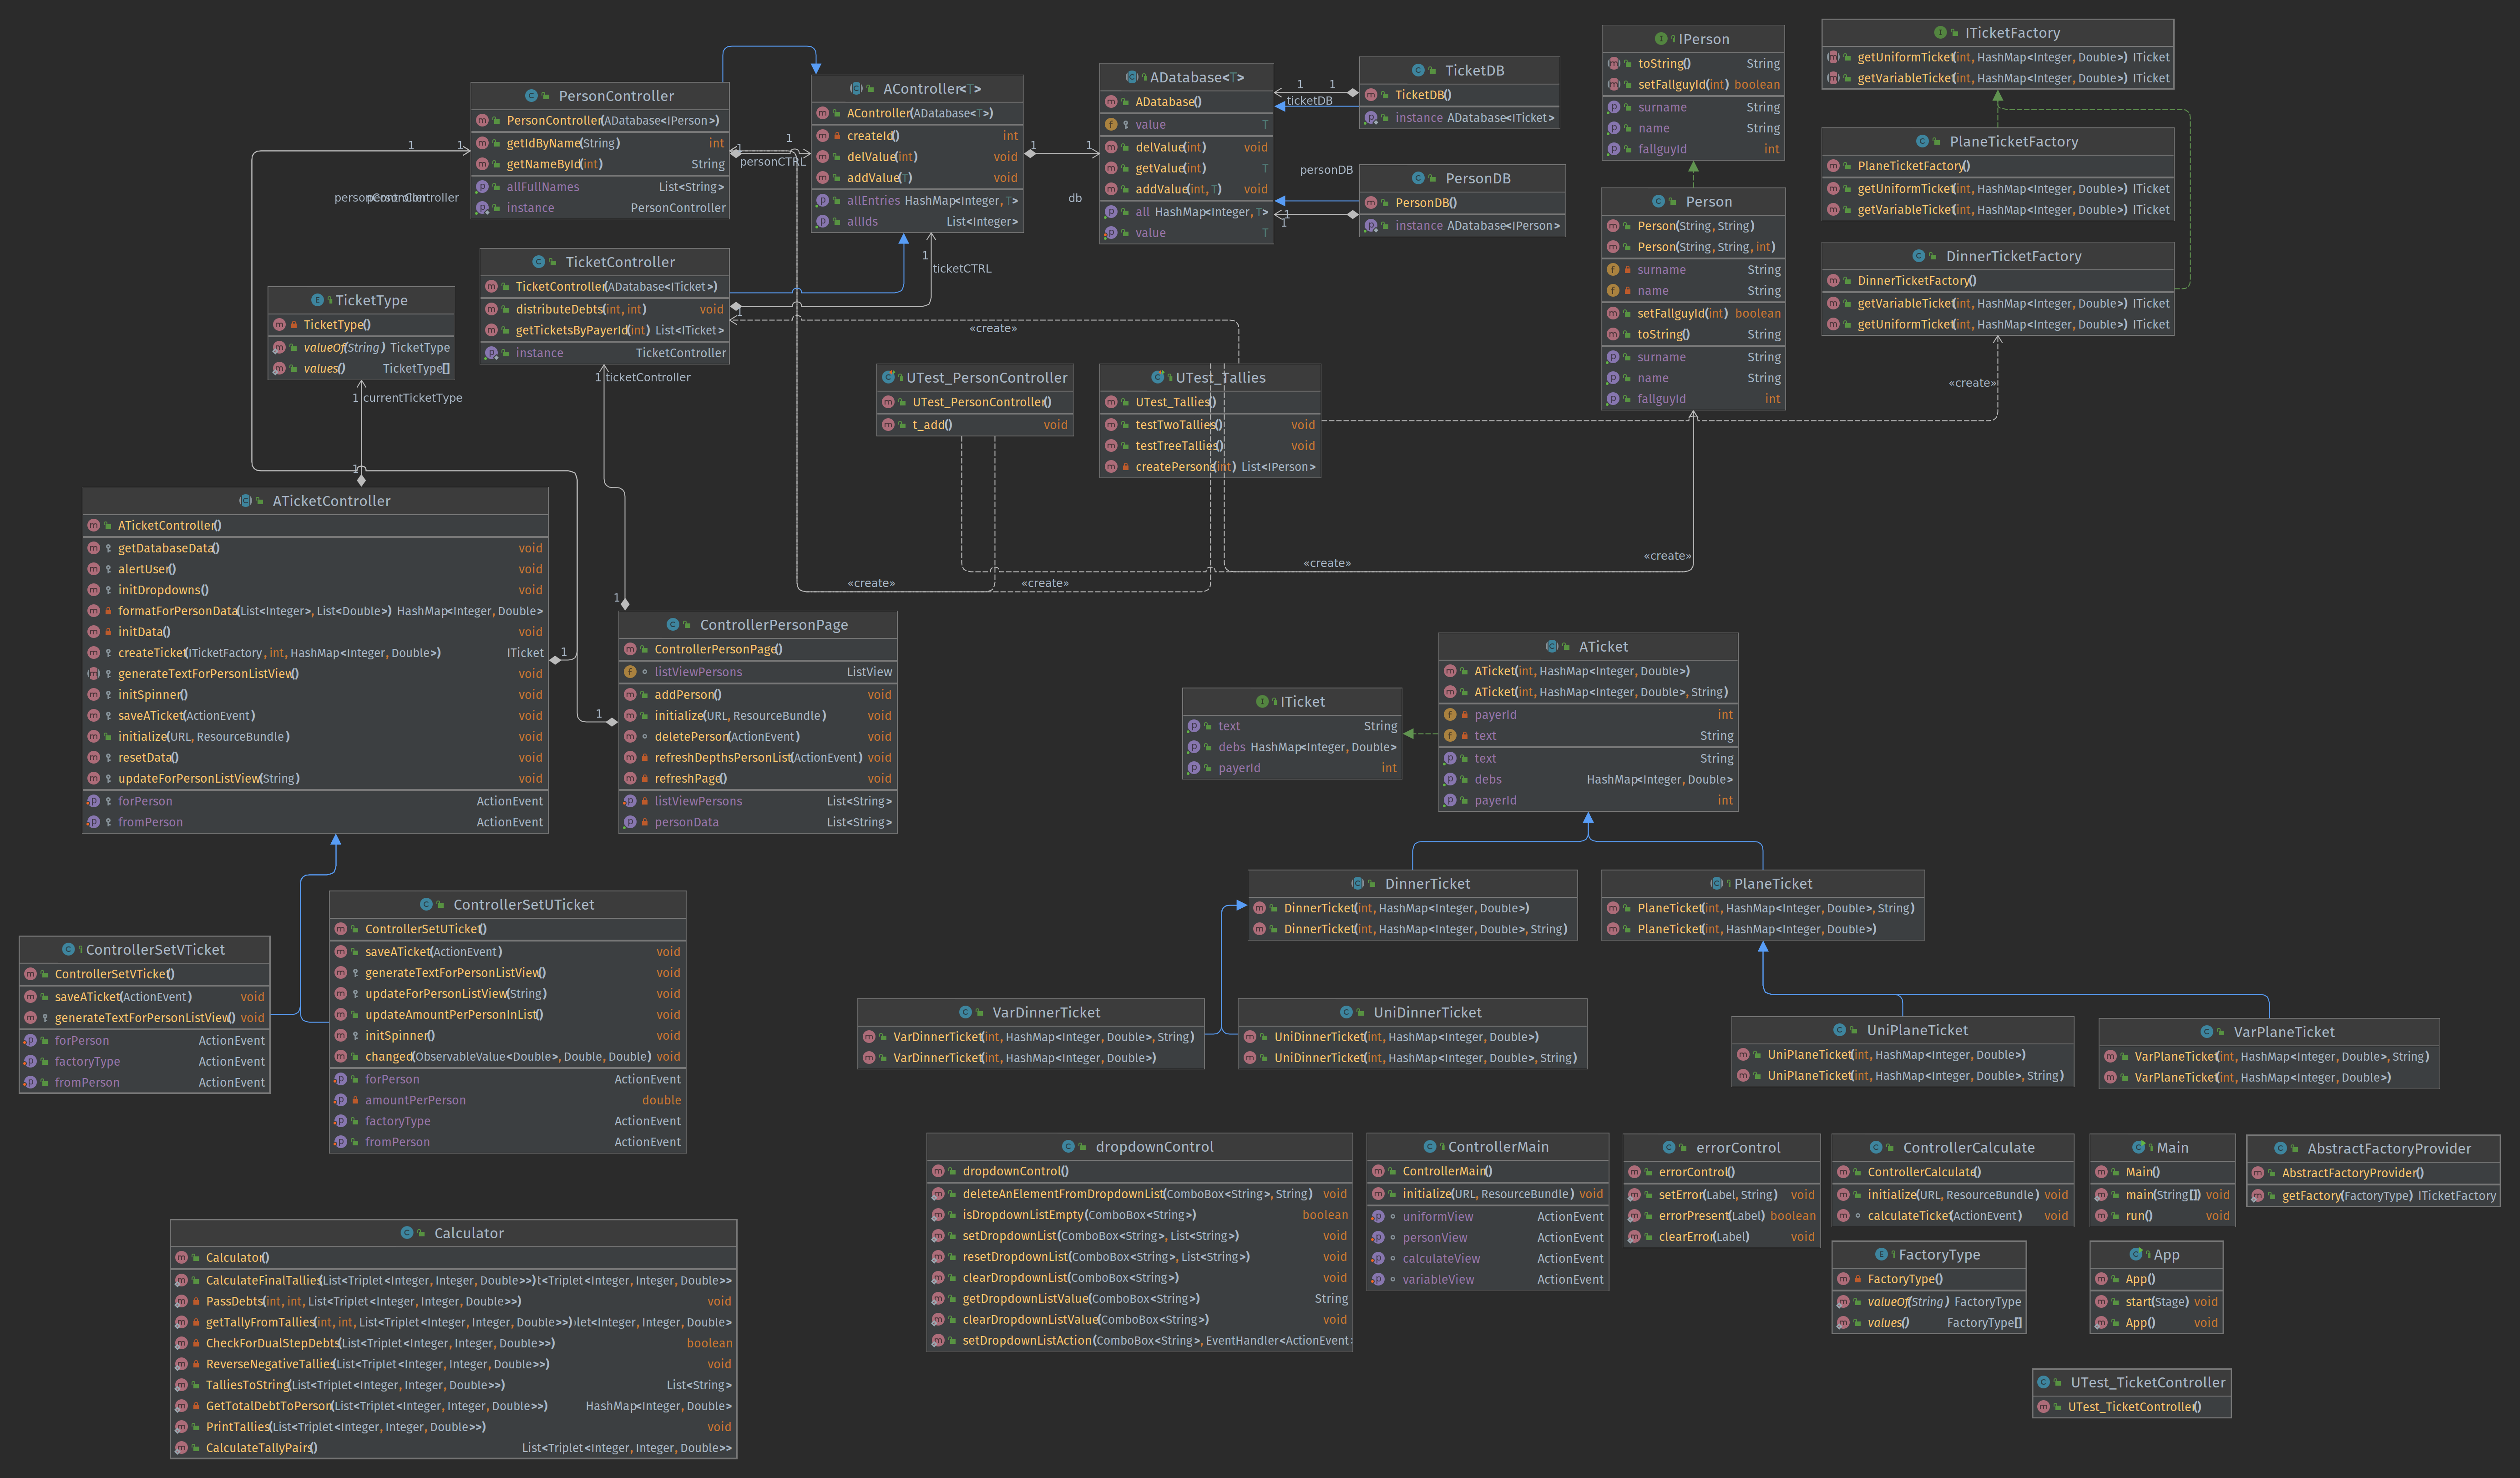 PersonController
PersonController(ADatabase<IPerson>)
getIdByName(String) int
getNameById(int) String
allFullNames List<String>
instance PersonController
AController<T>
AController(ADatabase<T>)
createId() int
delValue(int) void
addValue(T) void
allEntries HashMap<Integer, T>
allIds List<Integer>
ADatabase<T>
ADatabase()
value T
delValue(int) void
getValue(int) T
addValue(int, T) void
all HashMap<Integer, T>
value T
TicketDB
TicketDB()
instance ADatabase<ITicket>
PersonDB
PersonDB()
instance ADatabase<IPerson>
IPerson
toString() String
setFallguyId(int) boolean
surname String
name String
fallguyId int
Person
Person(String, String)
Person(String, String, int)
surname String
name String
setFallguyId(int) boolean
toString() String
surname String
name String
fallguyId int
ITicketFactory
getUniformTicket(int, HashMap<Integer, Double>) ITicket
getVariableTicket(int, HashMap<Integer, Double>) ITicket
PlaneTicketFactory
PlaneTicketFactory()
getUniformTicket(int, HashMap<Integer, Double>) ITicket
getVariableTicket(int, HashMap<Integer, Double>) ITicket
DinnerTicketFactory
DinnerTicketFactory()
getVariableTicket(int, HashMap<Integer, Double>) ITicket
getUniformTicket(int, HashMap<Integer, Double>) ITicket
1 1
1 1
1 1
1 1
1
1
ticketDB
personDB
personCTRL
db
personController
ticketCTRL
1
1
«create»
«create»
TicketController
TicketController(ADatabase<ITicket>)
distributeDebts(int, int) void
getTicketsByPayerId(int) List<ITicket>
instance TicketController
TicketType
TicketType()
valueOf(String) TicketType
values() TicketType[]
1 currentTicketType
1
1 ticketController
UTest_PersonController
UTest_PersonController()
t_add() void
UTest_Tallies
UTest_Tallies()
testTwoTallies() void
testTreeTallies() void
createPersons(int) List<IPerson>
«create»
«create»
«create»
«create»
1
1
1
ATicketController
ATicketController()
getDatabaseData() void
alertUser() void
initDropdowns() void
formatForPersonData(List<Integer>, List<Double>) HashMap<Integer, Double>
initData() void
createTicket(ITicketFactory, int, HashMap<Integer, Double>) ITicket
generateTextForPersonListView() void
initSpinner() void
saveATicket(ActionEvent) void
initialize(URL, ResourceBundle) void
resetData() void
updateForPersonListView(String) void
forPerson ActionEvent
fromPerson ActionEvent
ControllerPersonPage
ControllerPersonPage()
listViewPersons ListView
addPerson() void
initialize(URL, ResourceBundle) void
deletePerson(ActionEvent) void
refreshDepthsPersonList(ActionEvent) void
refreshPage() void
listViewPersons List<String>
personData List<String>
ITicket
text String
debs HashMap<Integer, Double>
payerId int
ATicket
ATicket(int, HashMap<Integer, Double>)
ATicket(int, HashMap<Integer, Double>, String)
payerId int
text String
text String
debs HashMap<Integer, Double>
payerId int
DinnerTicket
DinnerTicket(int, HashMap<Integer, Double>)
DinnerTicket(int, HashMap<Integer, Double>, String)
PlaneTicket
PlaneTicket(int, HashMap<Integer, Double>, String)
PlaneTicket(int, HashMap<Integer, Double>)
ControllerSetVTicket
ControllerSetVTicket()
saveATicket(ActionEvent) void
generateTextForPersonListView() void
forPerson ActionEvent
factoryType ActionEvent
fromPerson ActionEvent
ControllerSetUTicket
ControllerSetUTicket()
saveATicket(ActionEvent) void
generateTextForPersonListView() void
updateForPersonListView(String) void
updateAmountPerPersonInList() void
initSpinner() void
changed(ObservableValue<Double>, Double, Double) void
forPerson ActionEvent
amountPerPerson double
factoryType ActionEvent
fromPerson ActionEvent
VarDinnerTicket
VarDinnerTicket(int, HashMap<Integer, Double>, String)
VarDinnerTicket(int, HashMap<Integer, Double>)
UniDinnerTicket
UniDinnerTicket(int, HashMap<Integer, Double>)
UniDinnerTicket(int, HashMap<Integer, Double>, String)
UniPlaneTicket
UniPlaneTicket(int, HashMap<Integer, Double>)
UniPlaneTicket(int, HashMap<Integer, Double>, String)
VarPlaneTicket
VarPlaneTicket(int, HashMap<Integer, Double>, String)
VarPlaneTicket(int, HashMap<Integer, Double>)
dropdownControl
dropdownControl()
deleteAnElementFromDropdownList(ComboBox<String>, String) void
isDropdownListEmpty(ComboBox<String>) boolean
setDropdownList(ComboBox<String>, List<String>) void
resetDropdownList(ComboBox<String>, List<String>) void
clearDropdownList(ComboBox<String>) void
getDropdownListValue(ComboBox<String>) String
clearDropdownListValue(ComboBox<String>) void
setDropdownListAction(ComboBox<String>, EventHandler<ActionEvent>
ControllerMain
ControllerMain()
initialize(URL, ResourceBundle) void
uniformView ActionEvent
personView ActionEvent
calculateView ActionEvent
variableView ActionEvent
errorControl
errorControl()
setError(Label, String) void
errorPresent(Label) boolean
clearError(Label) void
ControllerCalculate
ControllerCalculate()
initialize(URL, ResourceBundle) void
calculateTicket(ActionEvent) void
Main
Main()
main(String[]) void
run() void
AbstractFactoryProvider
AbstractFactoryProvider()
getFactory(FactoryType) ITicketFactory
FactoryType
FactoryType()
valueOf(String) FactoryType
values() FactoryType[]
App
App()
start(Stage) void
App() void
UTest_TicketController
UTest_TicketController()
Calculator
Calculator()
CalculateFinalTallies(List<Triplet<Integer, Integer, Double>>) t<Triplet<Integer, Integer, Double>>
PassDebts(int, int, List<Triplet<Integer, Integer, Double>>) void
getTallyFromTallies(int, int, List<Triplet<Integer, Integer, Double>>) let<Integer, Integer, Double>
CheckForDualStepDebts(List<Triplet<Integer, Integer, Double>>) boolean
ReverseNegativeTallies(List<Triplet<Integer, Integer, Double>>) void
TalliesToString(List<Triplet<Integer, Integer, Double>>) List<String>
GetTotalDebtToPerson(List<Triplet<Integer, Integer, Double>>) HashMap<Integer, Double>
PrintTallies(List<Triplet<Integer, Integer, Double>>) void
CalculateTallyPairs() List<Triplet<Integer, Integer, Double>>